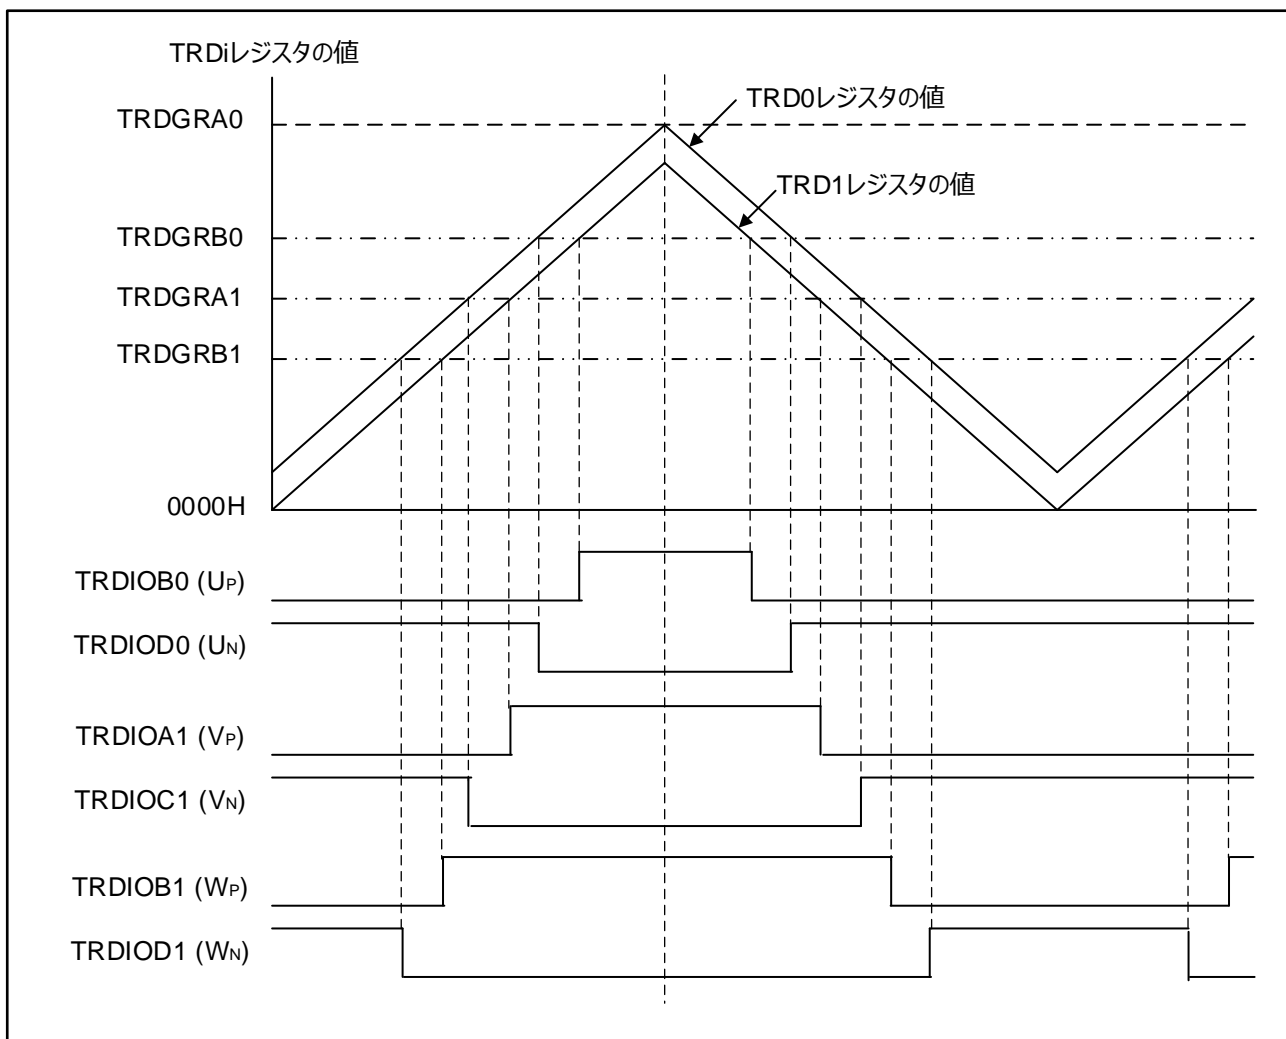 TRDiレジスタの値
TRD0レジスタの値
TRDGRA0
TRD1レジスタの値
TRDGRB0
TRDGRA1
TRDGRB1
0000H
TRDIOB0 (UP)
TRDIOD0 (UN)
TRDIOA1 (VP)
TRDIOC1 (VN)
TRDIOB1 (WP)
TRDIOD1 (WN)